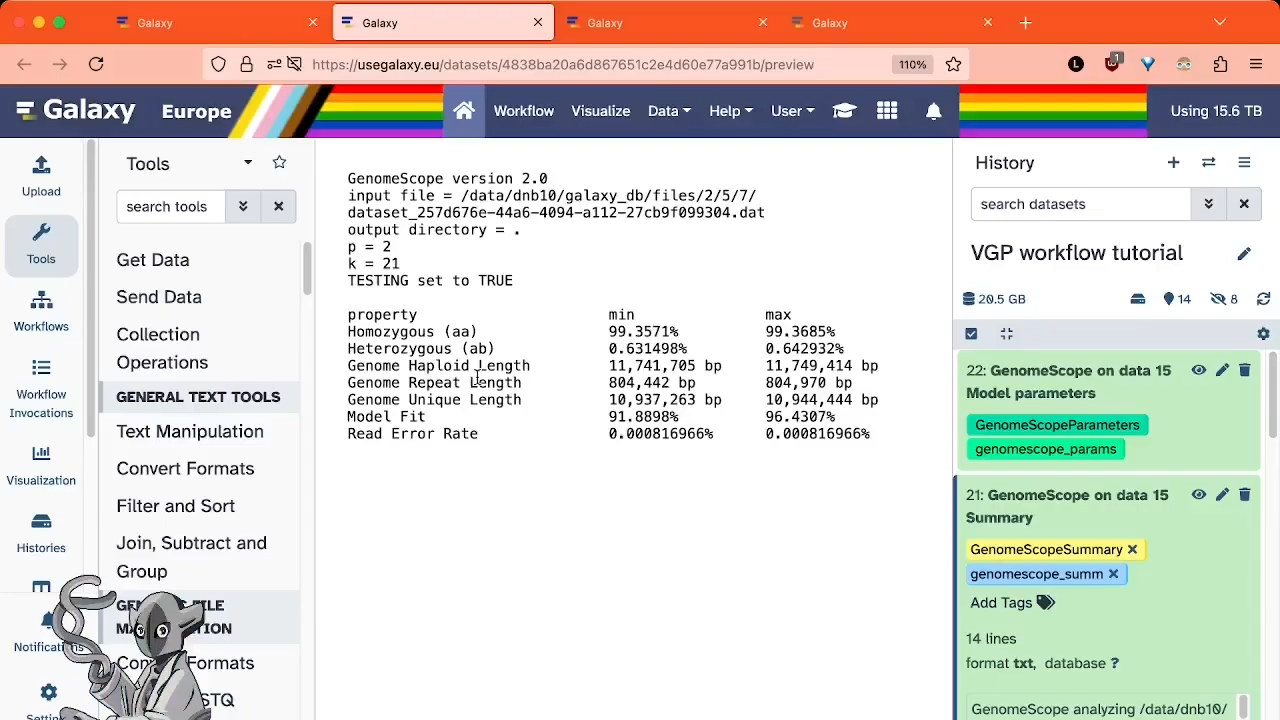 Galaxy
Galaxy
Galaxy
Galaxy
https://usegalaxy.eu/datasets/4838ba20a6d867651c2e4d60e77a991b/preview
110%
1
Galaxy
Europe
Workflow
Visualize
Data
Help
User
Using 15.6 TB
Upload
Tools
Workflows
Workflow
Invocations
Visualization
Histories
Tools
search tools
Get Data
Send Data
Collection
Operations
GENERAL TEXT TOOLS
Text Manipulation
Convert Formats
Filter and Sort
Join, Subtract and
Group
GenomeScope version 2.0
input file = /data/dnb10/galaxy_db/files/2/5/7/
dataset_257d676e-44a6-4094-a112-27cb9f099304.dat
output directory = .
p = 2
k = 21
TESTING set to TRUE
property min max
Homozygous (aa) 99.3571% 99.3685%
Heterozygous (ab) 0.631498% 0.642932%
Genome Haploid Length 11,741,705 bp 11,749,414 bp
Genome Repeat Length 804,442 bp 804,970 bp
Genome Unique Length 10,937,263 bp 10,944,444 bp
Model Fit 91.8898% 96.4307%
Read Error Rate 0.000816966% 0.000816966%
History
search datasets
VGP workflow tutorial
20.5 GB
14
8
22: GenomeScope on data 15
Model parameters
GenomeScopeParameters
genomescope_params
21: GenomeScope on data 15
Summary
GenomeScopeSummary
genomescope_summ
Add Tags
14 lines
format txt, database ?
GenomeScope analyzing /data/dnb10/